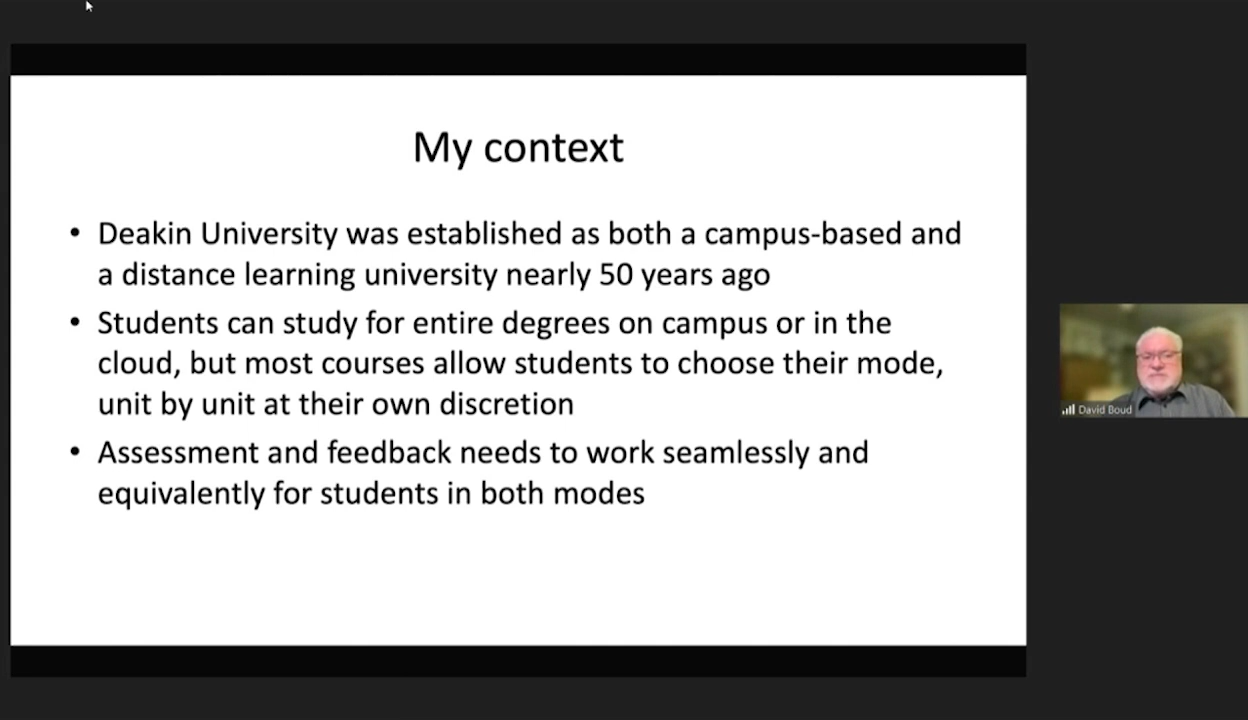 My context
• Deakin University was established as both a campus-based and
a distance learning university nearly 50 years ago
• Students can study for entire degrees on campus or in the
cloud, but most courses allow students to choose their mode,
unit by unit at their own discretion
• Assessment and feedback needs to work seamlessly and
equivalently for students in both modes
David Boud